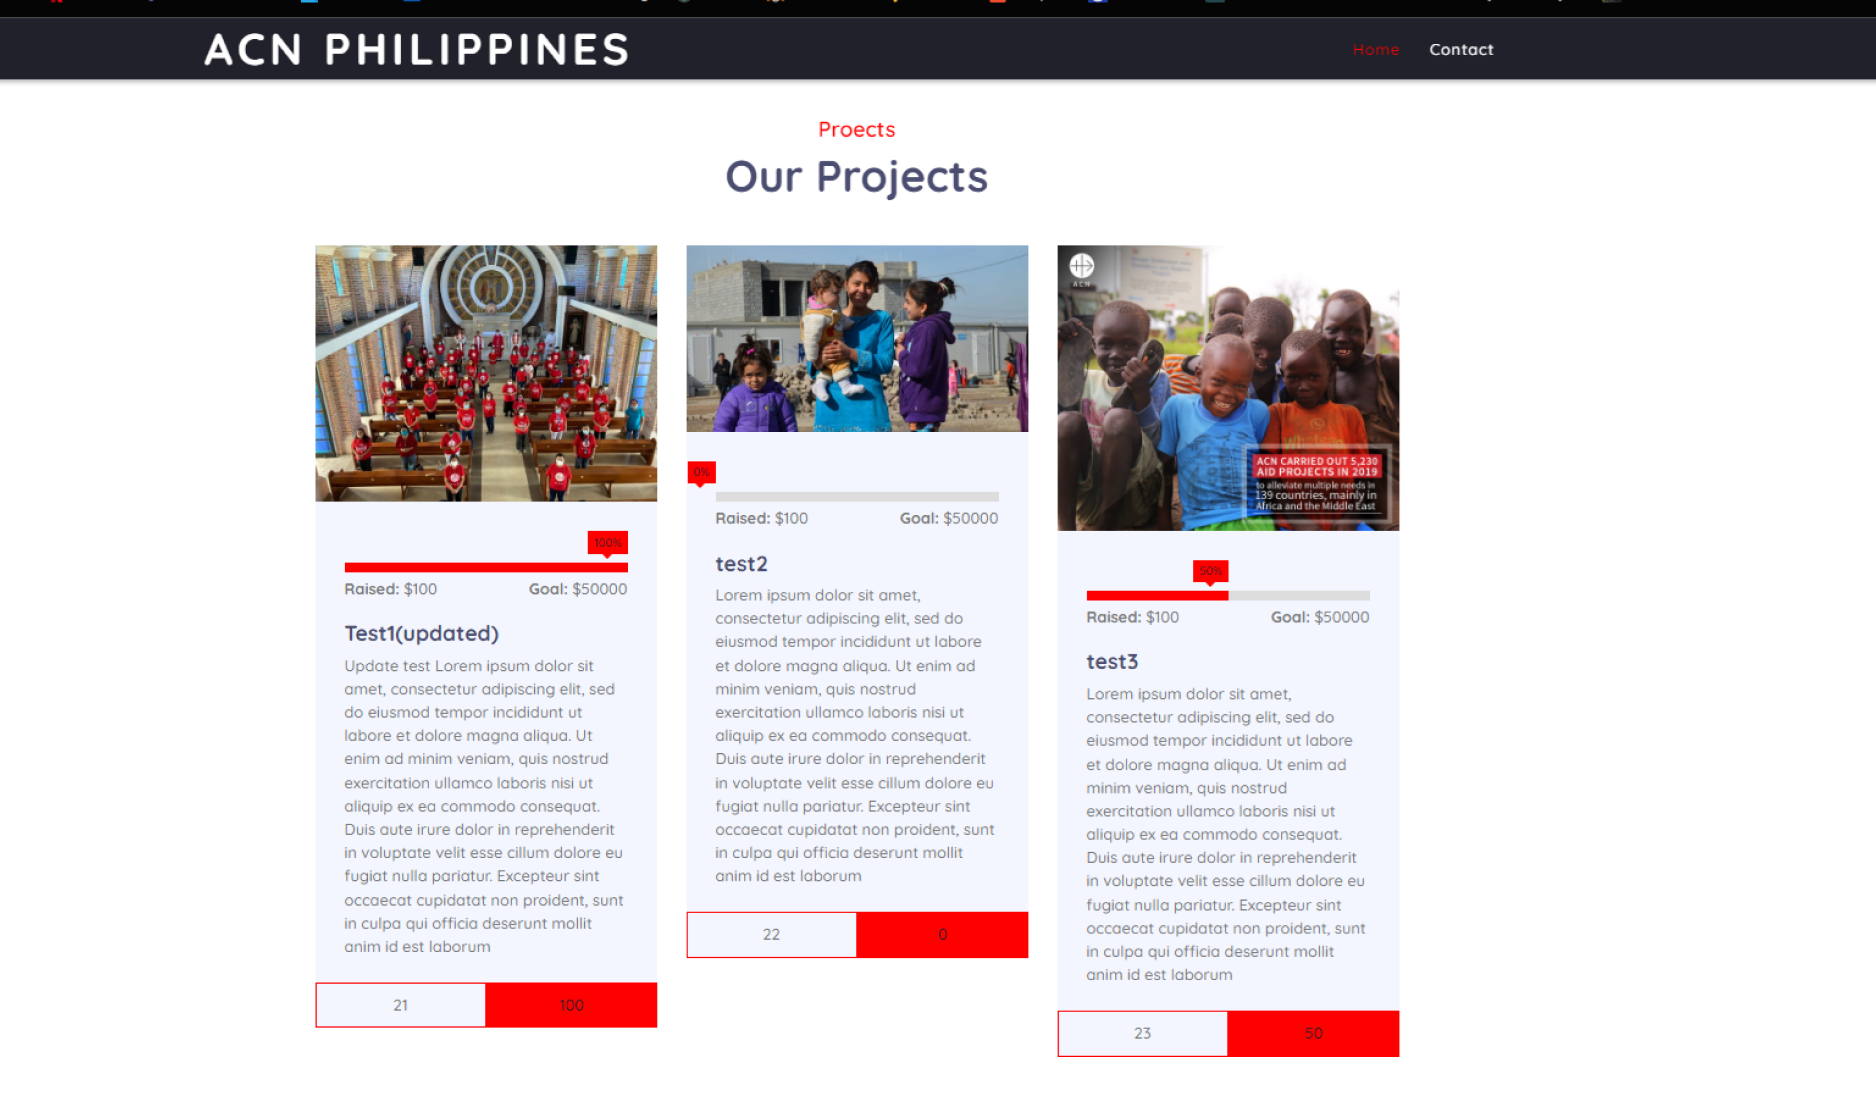 ACN PHILIPPINES
Home
Contact
Proects
Our Projects
100%
Raised: $100
Goal: $50000
Test1(updated)
Update test Lorem ipsum dolor sit
amet, consectetur adipiscing elit, sed
do eiusmod tempor incididunt ut
labore et dolore magna aliqua. Ut
enim ad minim veniam, quis nostrud
exercitation ullamco laboris nisi ut
aliquip ex ea commodo consequat.
Duis aute irure dolor in reprehenderit
in voluptate velit esse cillum dolore eu
fugiat nulla pariatur. Excepteur sint
occaecat cupidatat non proident, sunt
in culpa qui officia deserunt mollit
anim id est laborum
21
100
0%
Raised: $100
Goal: $50000
test2
Lorem ipsum dolor sit amet,
consectetur adipiscing elit, sed do
eiusmod tempor incididunt ut labore
et dolore magna aliqua. Ut enim ad
minim veniam, quis nostrud
exercitation ullamco laboris nisi ut
aliquip ex ea commodo consequat.
Duis aute irure dolor in reprehenderit
in voluptate velit esse cillum dolore eu
fugiat nulla pariatur. Excepteur sint
occaecat cupidatat non proident, sunt
in culpa qui officia deserunt mollit
anim id est laborum
22
0
ACN
ACN CARRIED OUT 5,230
AID PROJECTS IN 2019
to alleviate multiple needs in
139 countries, mainly in
Africa and the Middle East
50%
Raised: $100
Goal: $50000
test3
Lorem ipsum dolor sit amet,
consectetur adipiscing elit, sed do
eiusmod tempor incididunt ut labore
et dolore magna aliqua. Ut enim ad
minim veniam, quis nostrud
exercitation ullamco laboris nisi ut
aliquip ex ea commodo consequat.
Duis aute irure dolor in reprehenderit
in voluptate velit esse cillum dolore eu
fugiat nulla pariatur. Excepteur sint
occaecat cupidatat non proident, sunt
in culpa qui officia deserunt mollit
anim id est laborum
23
50